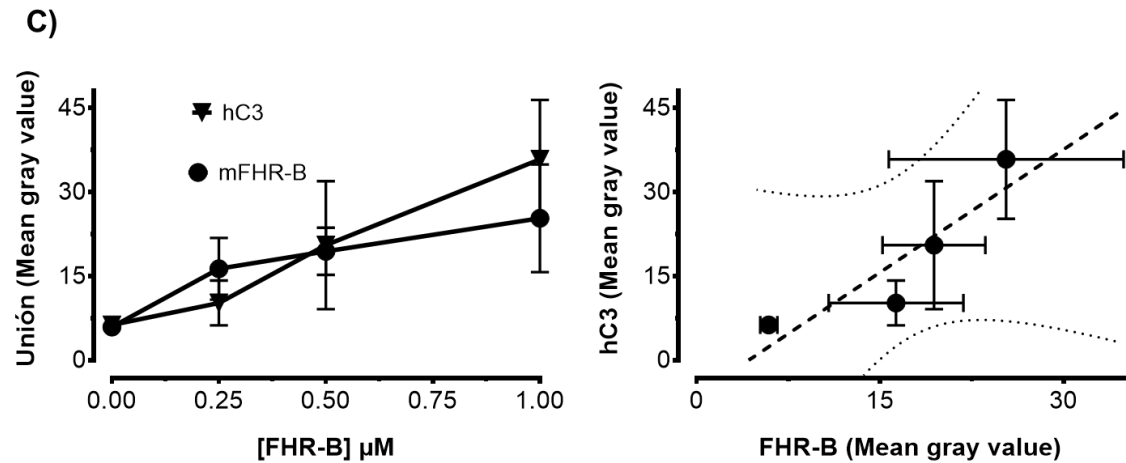 C)
Unión (Mean gray value)
45
30
15
0
hC3
mFHR-B
0.00
0.25
0.50
0.75
1.00
[FHR-B] µM
hC3 (Mean gray value)
45
30
15
0
0
15
30
FHR-B (Mean gray value)